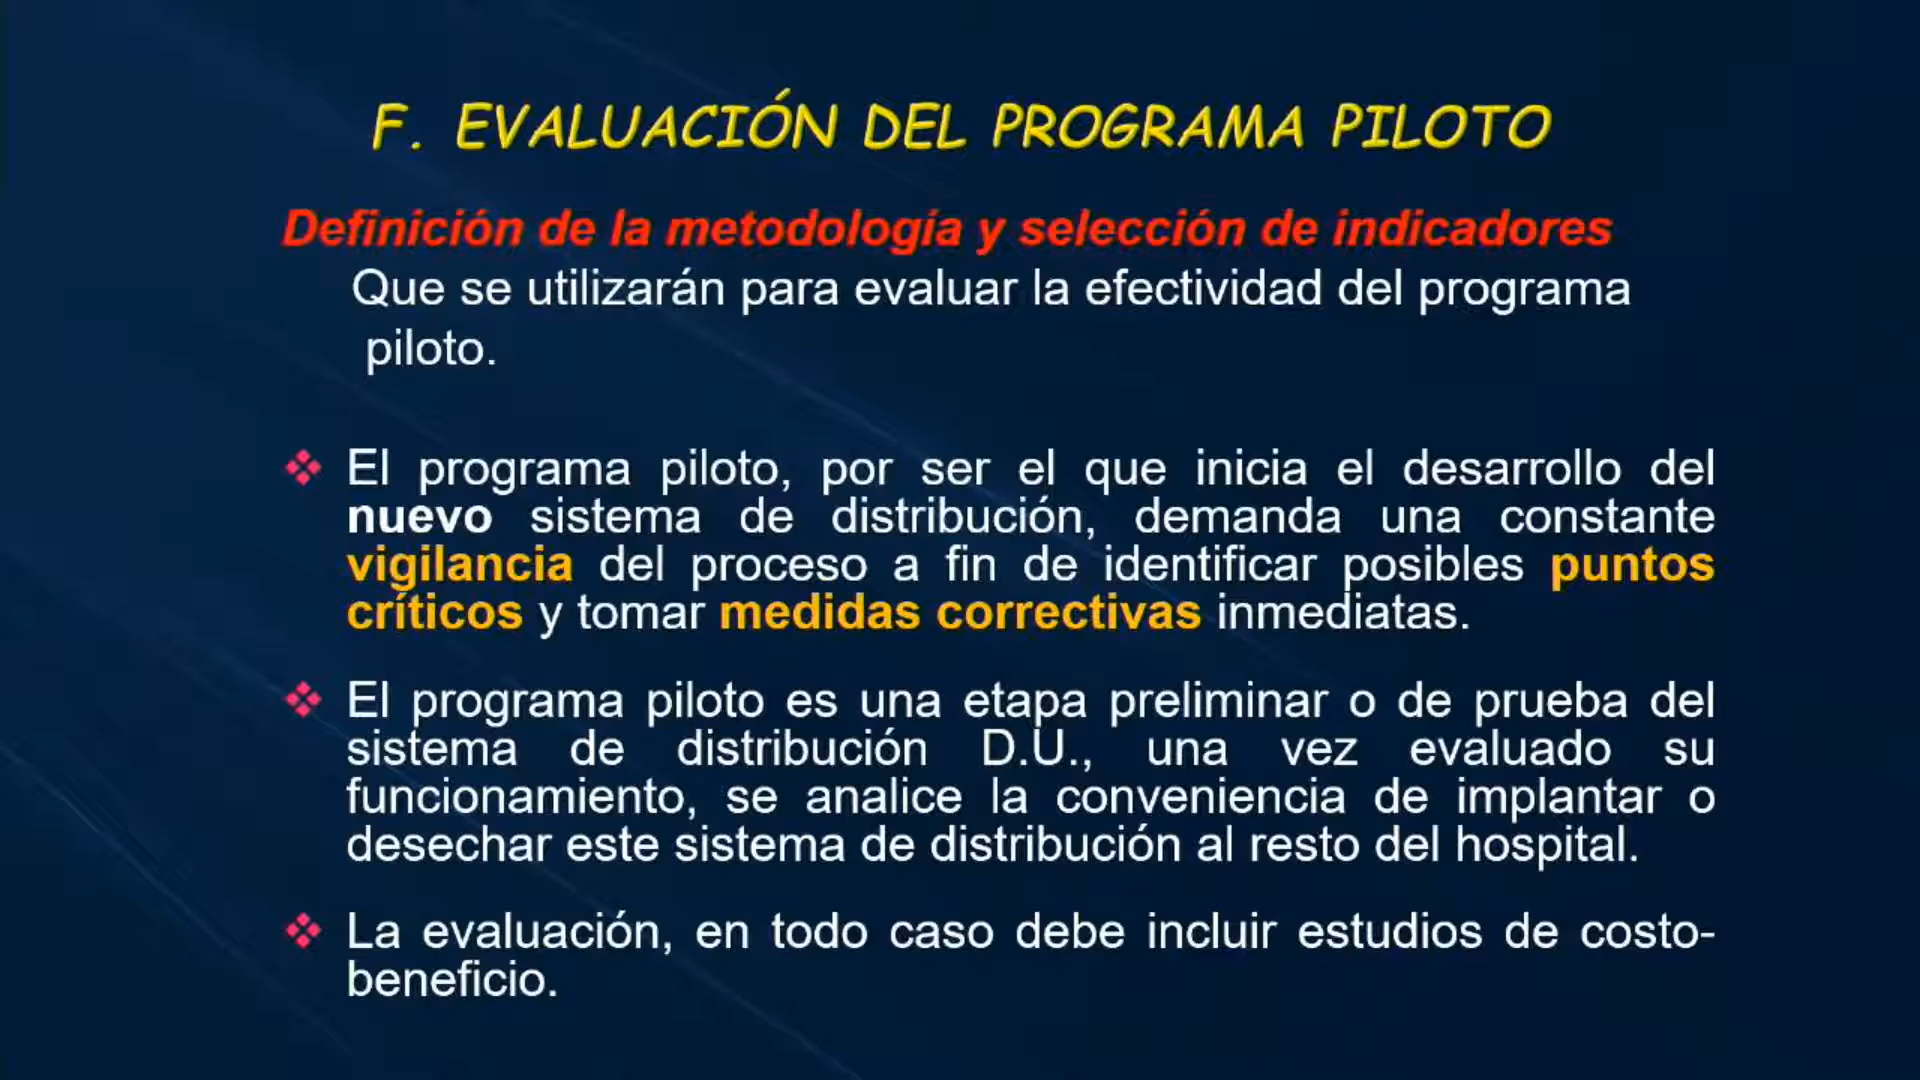 F. EVALUACIÓN DEL PROGRAMA PILOTO
Definición de la metodología y selección de indicadores
Que se utilizarán para evaluar la efectividad del programa
piloto.
El programa piloto, por ser el que inicia el desarrollo del
nuevo sistema de distribución, demanda una constante
vigilancia del proceso a fin de identificar posibles puntos
críticos y tomar medidas correctivas inmediatas.
El programa piloto es una etapa preliminar o de prueba del
sistema de distribución D.U., una vez evaluado su
funcionamiento, se analice la conveniencia de implantar o
desechar este sistema de distribución al resto del hospital.
La evaluación, en todo caso debe incluir estudios de costo-
beneficio.